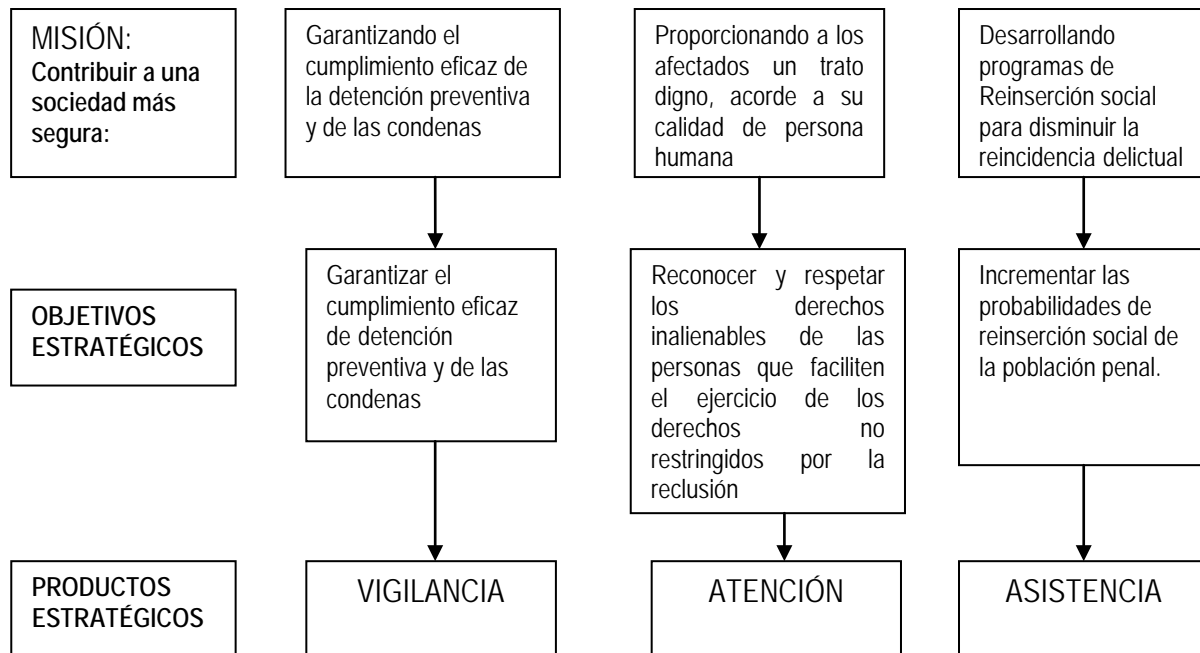 MISIÓN:
Contribuir a una
sociedad más
segura:
Garantizando el
cumplimiento eficaz de
la detención preventiva
y de las condenas
Proporcionando a los
afectados un trato
digno, acorde a su
calidad de persona
humana
Desarrollando
programas de
Reinserción social
para disminuir la
reincidencia delictual
OBJETIVOS
ESTRATÉGICOS
Garantizar el
cumplimiento eficaz
de detención
preventiva y de las
condenas
Reconocer y respetar
los derechos
inalienables de las
personas que faciliten
el ejercicio de los
derechos no
restringidos por la
reclusión
Incrementar las
probabilidades de
reinserción social de
la población penal.
PRODUCTOS
ESTRATÉGICOS
VIGILANCIA
ATENCIÓN
ASISTENCIA